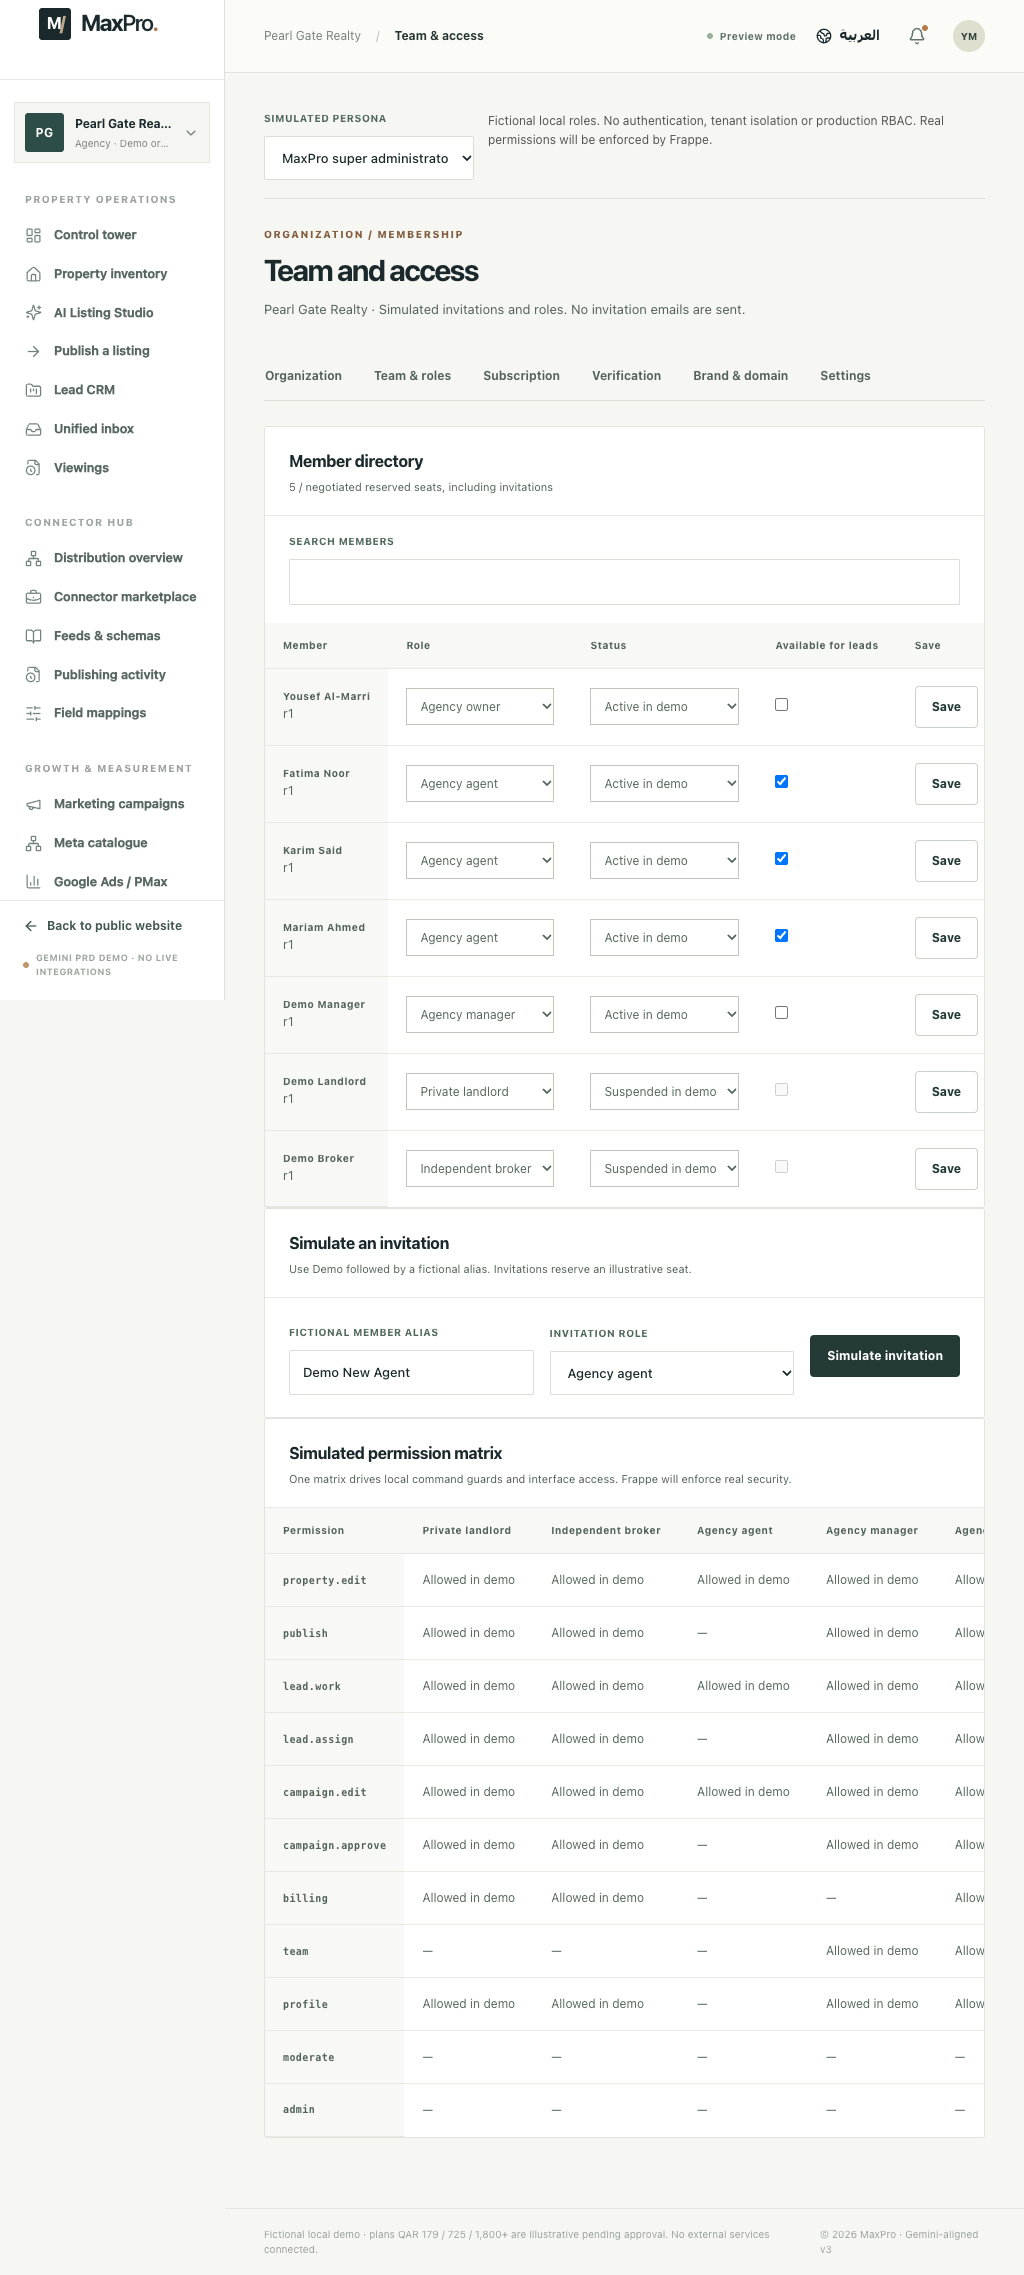 M/ MaxPro.
Pearl Gate Realty / Team & access
Preview mode
العربية
YM
PG
Pearl Gate Rea...
Agency · Demo or...
PROPERTY OPERATIONS
Control tower
Property inventory
AI Listing Studio
Publish a listing
Lead CRM
Unified inbox
Viewings
CONNECTOR HUB
Distribution overview
Connector marketplace
Feeds & schemas
Publishing activity
Field mappings
GROWTH & MEASUREMENT
Marketing campaigns
Meta catalogue
Google Ads / PMax
Back to public website
GEMINI PRD DEMO · NO LIVE
INTEGRATIONS
SIMULATED PERSONA
MaxPro super administrato
Fictional local roles. No authentication, tenant isolation or production RBAC. Real
permissions will be enforced by Frappe.
ORGANIZATION / MEMBERSHIP
Team and access
Pearl Gate Realty · Simulated invitations and roles. No invitation emails are sent.
Organization Team & roles Subscription Verification Brand & domain Settings
Member directory
5 / negotiated reserved seats, including invitations
SEARCH MEMBERS
Member Role Status Available for leads Save
Yousef Al-Marri
r1
Agency owner Active in demo Save
Fatima Noor
r1
Agency agent Active in demo Save
Karim Said
r1
Agency agent Active in demo Save
Mariam Ahmed
r1
Agency agent Active in demo Save
Demo Manager
r1
Agency manager Active in demo Save
Demo Landlord
r1
Private landlord Suspended in demo Save
Demo Broker
r1
Independent broker Suspended in demo Save
Simulate an invitation
Use Demo followed by a fictional alias. Invitations reserve an illustrative seat.
FICTIONAL MEMBER ALIAS
Demo New Agent
INVITATION ROLE
Agency agent
Simulate invitation
Simulated permission matrix
One matrix drives local command guards and interface access. Frappe will enforce real security.
Permission Private landlord Independent broker Agency agent Agency manager Agen
property.edit Allowed in demo Allowed in demo Allowed in demo Allowed in demo Allow
publish Allowed in demo Allowed in demo — Allowed in demo Allow
lead.work Allowed in demo Allowed in demo Allowed in demo Allowed in demo Allow
lead.assign Allowed in demo Allowed in demo — Allowed in demo Allow
campaign.edit Allowed in demo Allowed in demo Allowed in demo Allowed in demo Allow
campaign.approve Allowed in demo Allowed in demo — Allowed in demo Allow
billing Allowed in demo Allowed in demo — — Allow
team — — — Allowed in demo Allow
profile Allowed in demo Allowed in demo — Allowed in demo Allow
moderate — — — — —
admin — — — — —
Fictional local demo · plans QAR 179 / 725 / 1,800+ are illustrative pending approval. No external services
connected.
© 2026 MaxPro · Gemini-aligned
v3